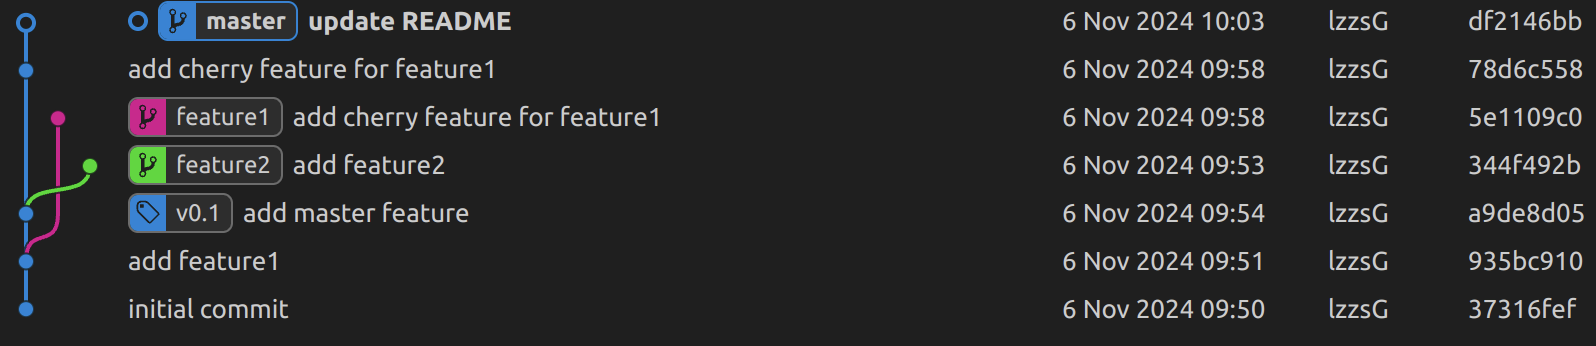 master update README 6 Nov 2024 10:03 lzzsG df2146bb
add cherry feature for feature1 6 Nov 2024 09:58 lzzsG 78d6c558
feature1 add cherry feature for feature1 6 Nov 2024 09:58 lzzsG 5e1109c0
feature2 add feature2 6 Nov 2024 09:53 lzzsG 344f492b
v0.1 add master feature 6 Nov 2024 09:54 lzzsG a9de8d05
add feature1 6 Nov 2024 09:51 lzzsG 935bc910
initial commit 6 Nov 2024 09:50 lzzsG 37316fef